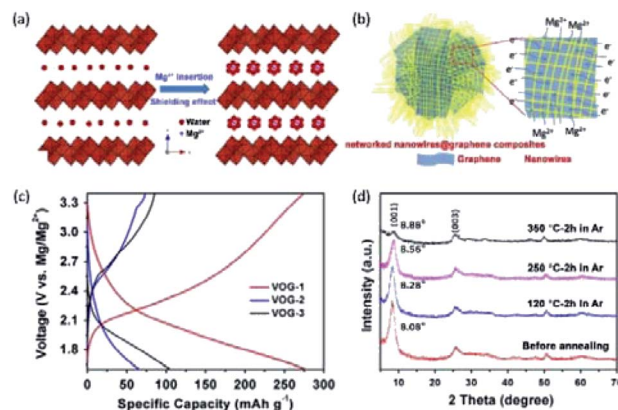 (a)
Mg²⁺ insertion
Shielding effect
Water
Mg²⁺
(b)
Mg²⁺ Mg²⁺
e⁻ e⁻
e⁻ e⁻
e⁻ e⁻
e⁻ e⁻
Mg²⁺ Mg²⁺
networked nanowires@graphene composites
Graphene Nanowires
(c)
Voltage (V vs. Mg/Mg²⁺)
3.2
2.8
2.4
2.1
1.8
VOG-1
VOG-2
VOG-3
0 50 100 150 200 250 300
Specific Capacity (mAh g⁻¹)
(d)
Intensity (a.u.)
(001)
(003)
8.88°
350 °C-2h in Ar
8.56°
250 °C-2h in Ar
8.28°
120 °C-2h in Ar
8.08°
Before annealing
10 20 30 40 50 60 70
2 Theta (degree)